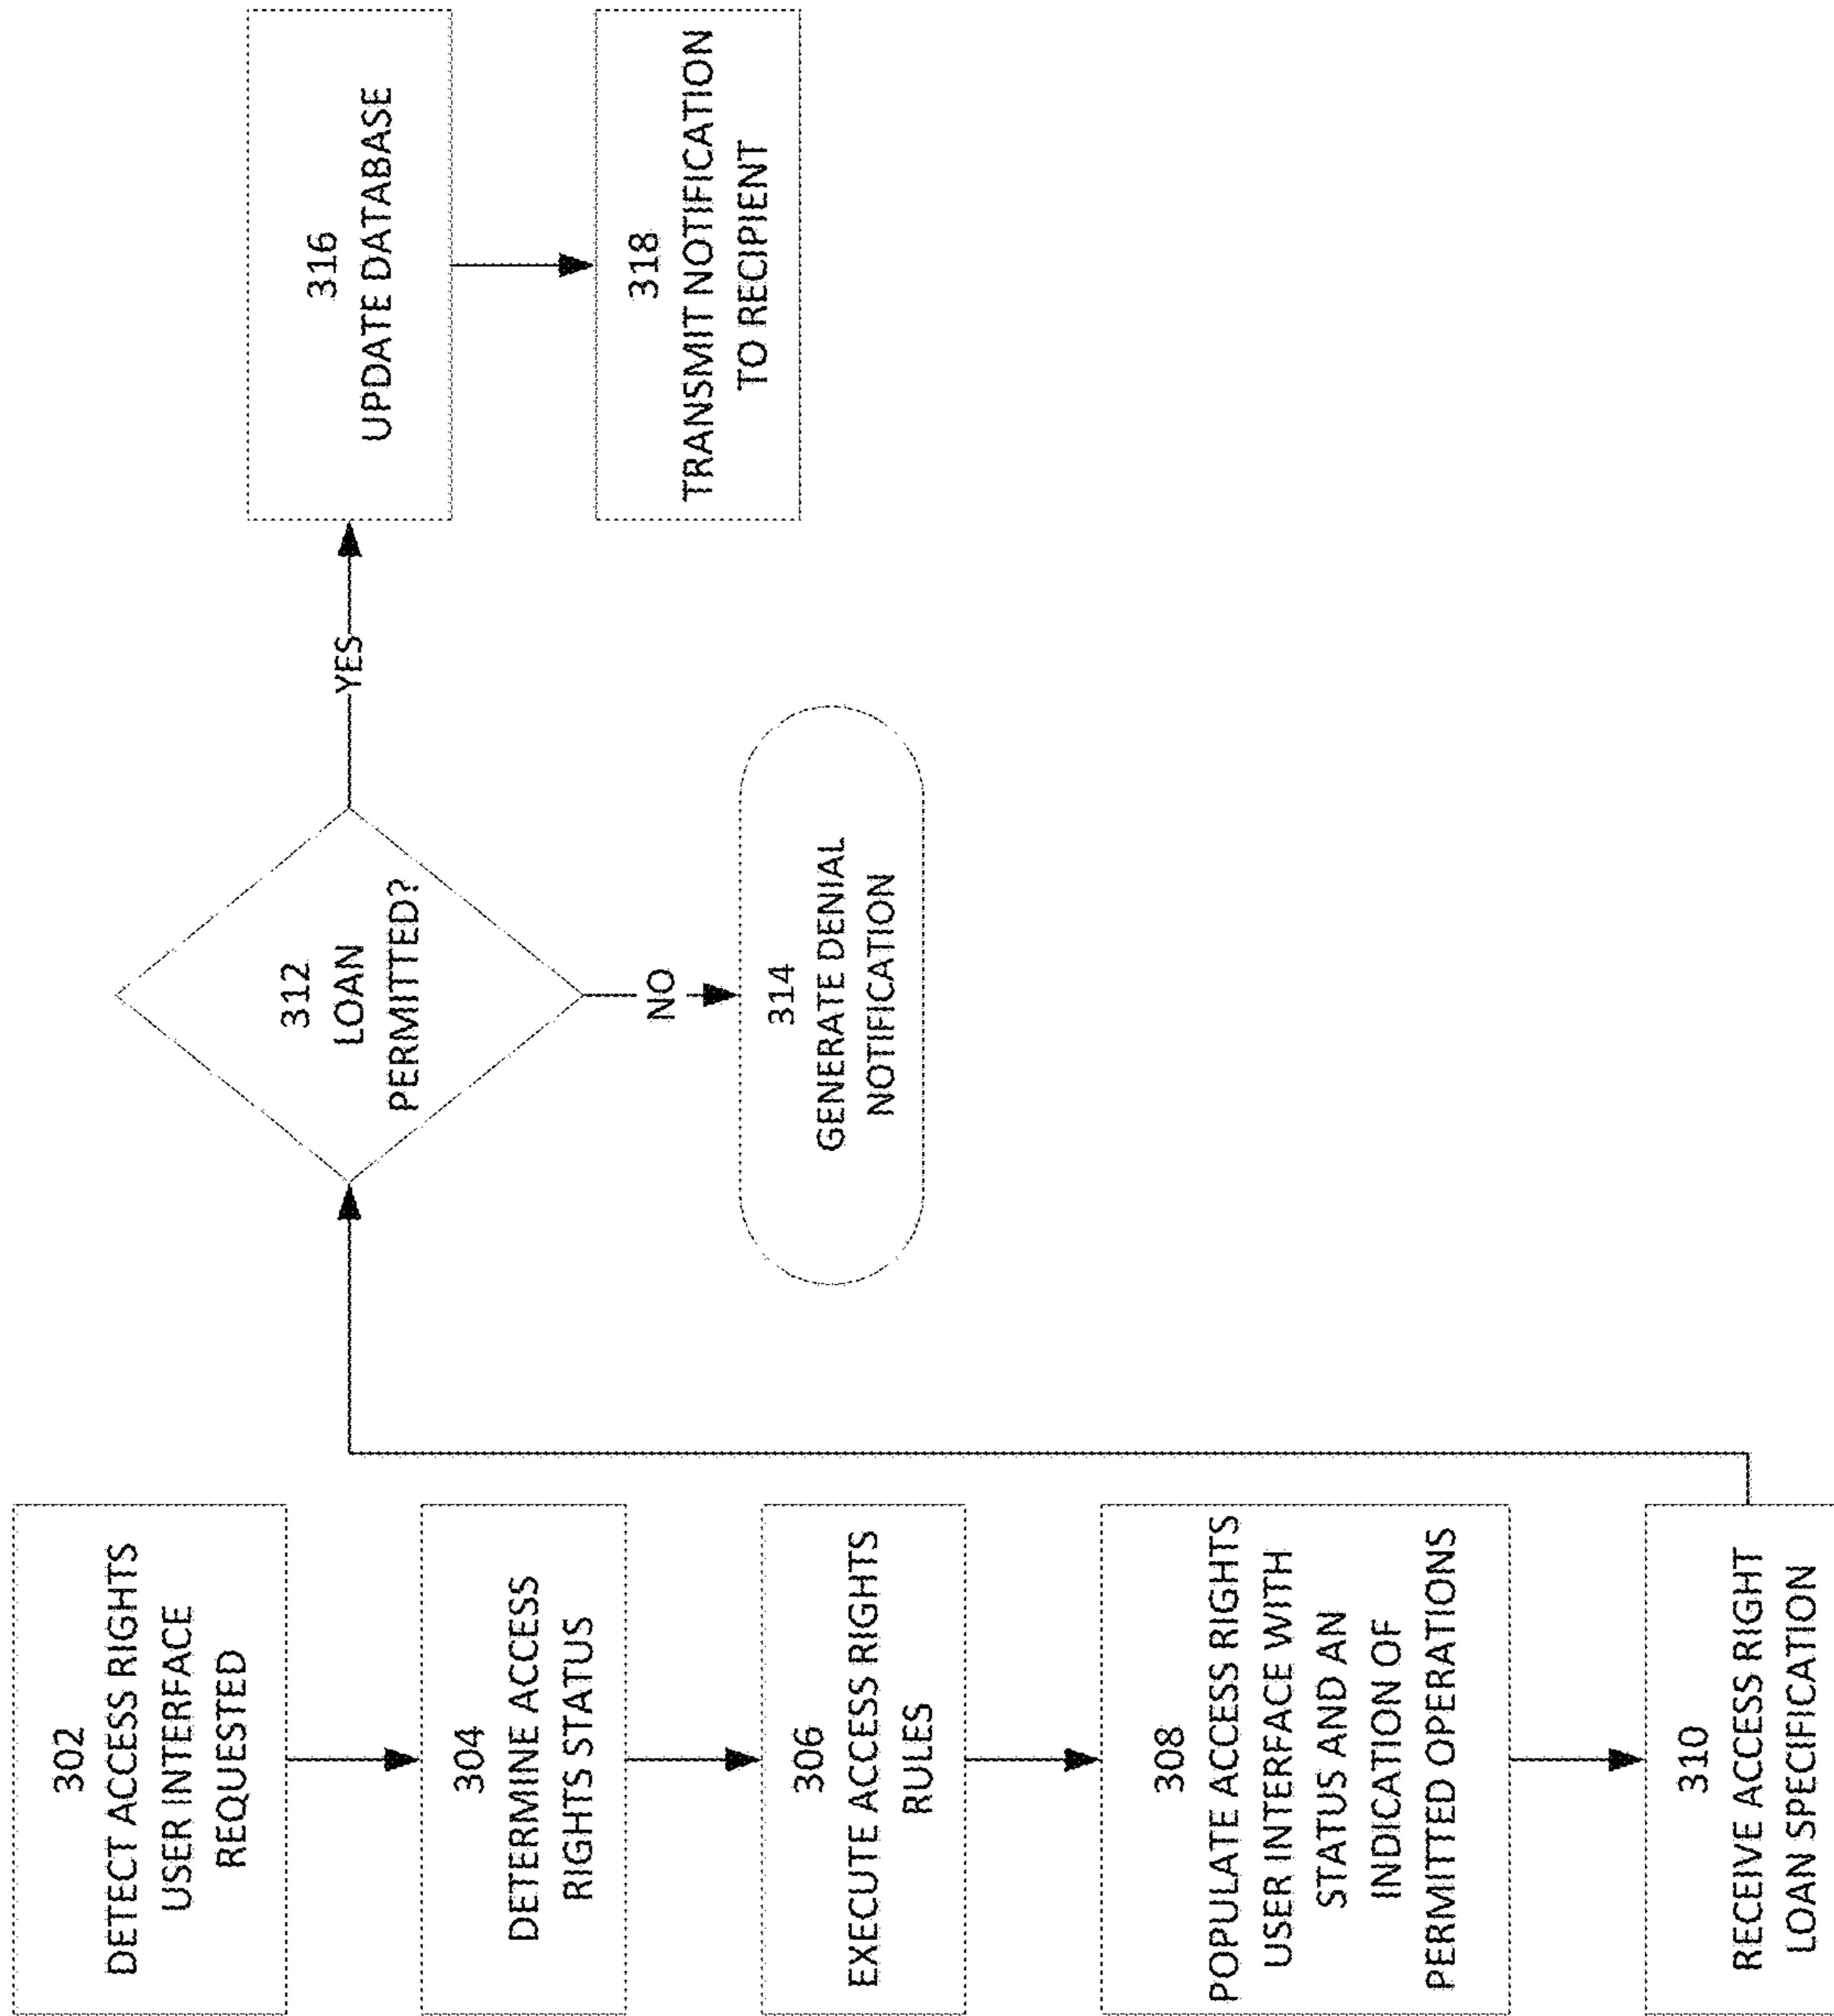 302
DETECT ACCESS RIGHTS
USER INTERFACE
REQUESTED
304
DETERMINE ACCESS
RIGHTS STATUS
306
EXECUTE ACCESS RIGHTS
RULES
308
POPULATE ACCESS RIGHTS
USER INTERFACE WITH
STATUS AND AN
INDICATION OF
PERMITTED OPERATIONS
310
RECEIVE ACCESS RIGHT
LOAN SPECIFICATION
312
LOAN
PERMITTED?
NO
314
GENERATE DENIAL
NOTIFICATION
YES
316
UPDATE DATABASE
318
TRANSMIT NOTIFICATION
TO RECIPIENT